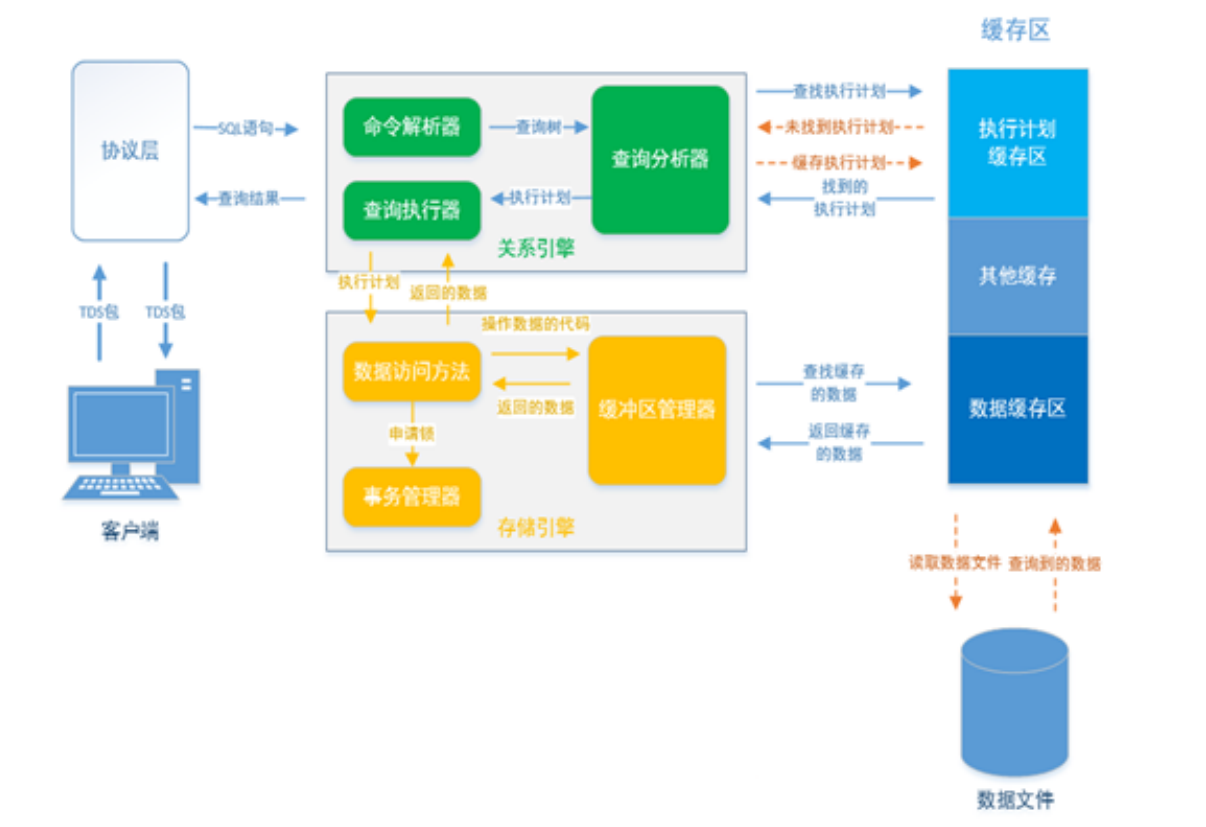 缓存区
协议层
SQL语句
查询结果
TDS包
TDS包
客户端
命令解析器
查询树
查询分析器
查询执行器
执行计划
关系引擎
查找执行计划
未找到执行计划
缓存执行计划
找到的
执行计划
执行计划
缓存区
其他缓存
数据缓存区
执行计划
返回的数据
操作数据的代码
数据访问方法
返回的数据
缓冲区管理器
申请锁
事务管理器
存储引擎
查找缓存
的数据
返回缓存
的数据
读取数据文件
查询到的数据
数据文件